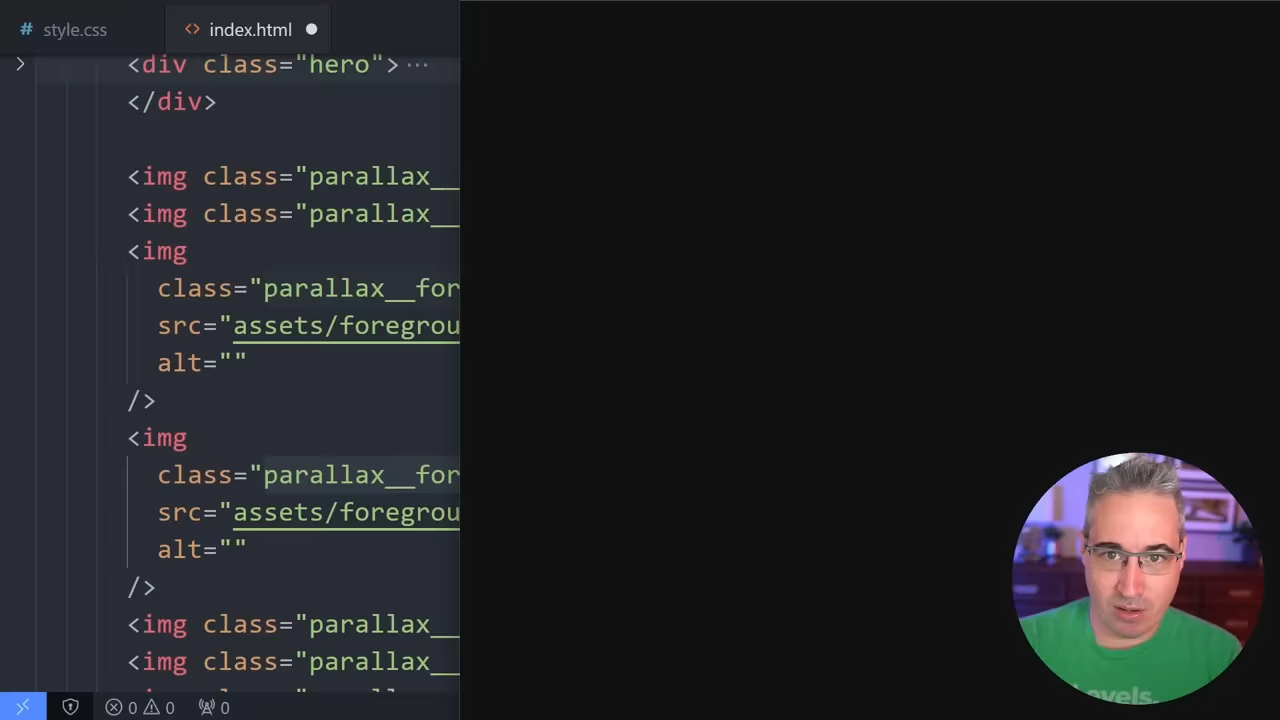 # style.css
<> index.html
<div class="hero">···
</div>
<img class="parallax__
<img class="parallax__
<img
class="parallax__for
src="assets/foregrou
alt=""
/>
<img
class="parallax__for
src="assets/foregrou
alt=""
/>
<img class="parallax__
<img class="parallax__
0 0 0
evels.